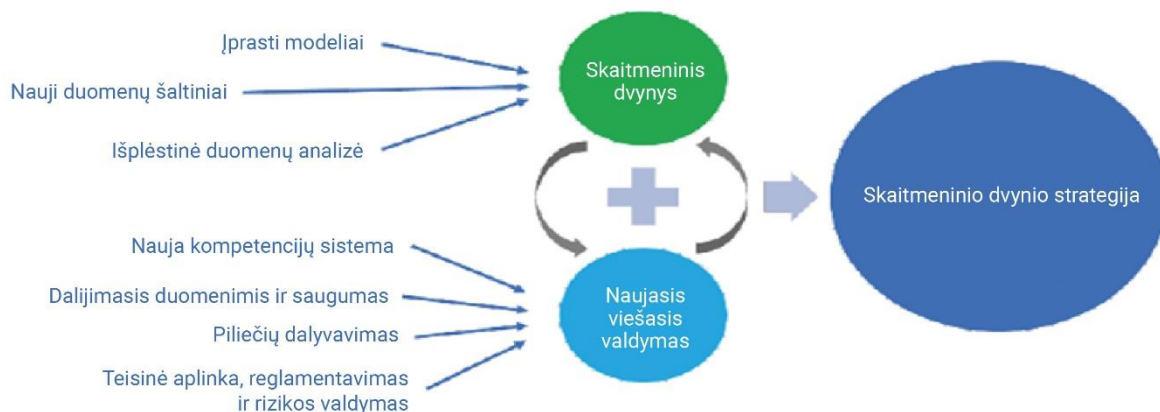 Įprasti modeliai
Nauji duomenų šaltiniai
Išplėstinė duomenų analizė
Skaitmeninis
dvynys
Skaitmeninio dvynio strategija
Nauja kompetencijų sistema
Dalijimasis duomenimis ir saugumas
Piliečių dalyvavimas
Teisinė aplinka, reglamentavimas
ir rizikos valdymas
Naujasis
viešasis
valdymas